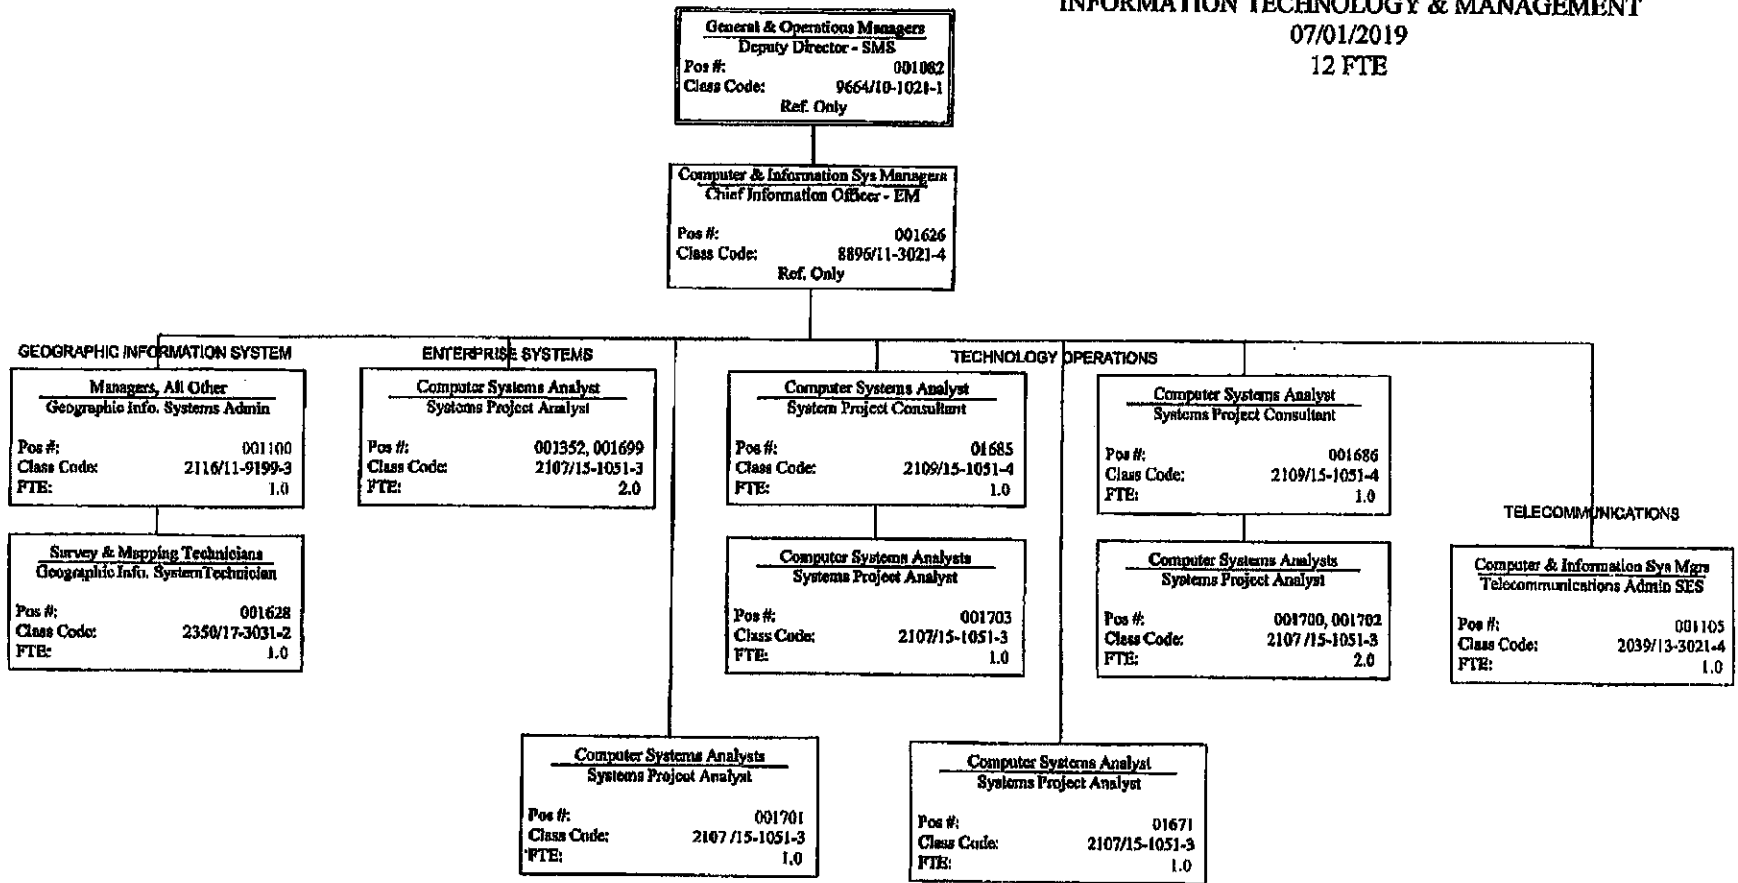 INFORMATION TECHNOLOGY & MANAGEMENT
07/01/2019
12 FTE
General & Operations Managers
Deputy Director - SMS
Pos #: 001082
Class Code: 9664/10-1021-1
Ref. Only
Computer & Information Sys Managers
Chief Information Officer - EM
Pos #: 001626
Class Code: 8896/11-3021-4
Ref. Only
GEOGRAPHIC INFORMATION SYSTEM
Managers, All Other
Geographic info. Systems Admin
Pos #: 001100
Class Code: 2116/11-9199-3
FTE: 1.0
Survey & Mapping Technicians
Geographic Info. System Technician
Pos #: 001628
Class Code: 2350/17-3031-2
FTE: 1.0
ENTERPRISE SYSTEMS
Computer Systems Analyst
Systems Project Analyst
Pos #: 001352, 001699
Class Code: 2107/15-1051-3
FTE: 2.0
TECHNOLOGY OPERATIONS
Computer Systems Analyst
System Project Consultant
Pos #: 01685
Class Code: 2109/15-1051-4
FTE: 1.0
Computer Systems Analysts
Systems Project Analyst
Pos #: 001703
Class Code: 2107/15-1051-3
FTE: 1.0
Computer Systems Analyst
Systems Project Consultant
Pos #: 001686
Class Code: 2109/15-1051-4
FTE: 1.0
Computer Systems Analysts
Systems Project Analyst
Pos #: 001700, 001702
Class Code: 2107/15-1051-3
FTE: 2.0
TELECOMMUNICATIONS
Computer & Information Sys Mgrs
Telecommunications Admin SES
Pos #: 001105
Class Code: 2039/13-3021-4
FTE: 1.0
Computer Systems Analysts
Systems Project Analyst
Pos #: 001701
Class Code: 2107 /15-1051-3
FTE: 1.0
Computer Systems Analyst
Systems Project Analyst
Pos #: 01671
Class Code: 2107/15-1051-3
FTE: 1.0